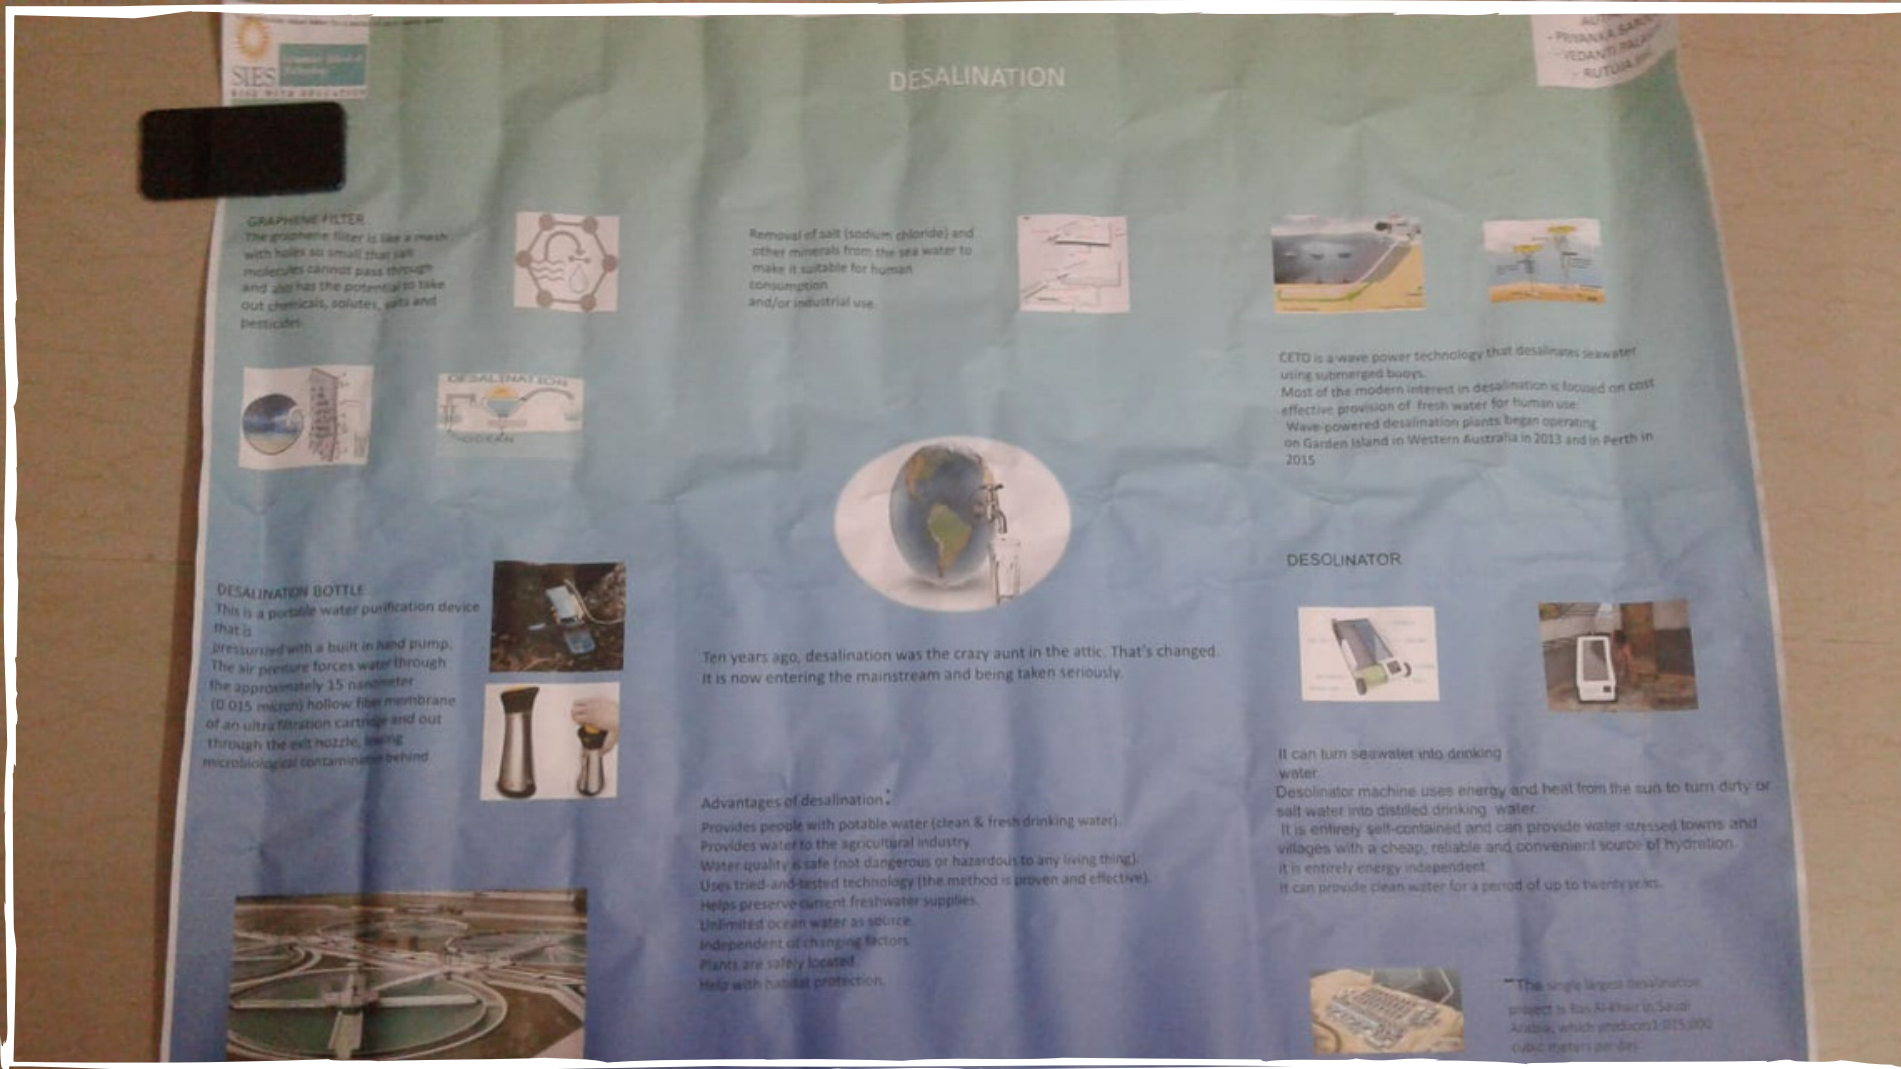 SIES
RISE WITH EDUCATION
DESALINATION
- PRIYANKA
- VEDANTI
- RUTUJA
GRAPHENE FILTER
The graphene filter is like a mesh
with holes so small that salt
molecules cannot pass through
and also has the potential to take
out chemicals, solutes, salts and
pesticides
Removal of salt (sodium chloride) and
other minerals from the sea water to
make it suitable for human
consumption
and/or industrial use.
DESALINATION
OCEAN
CETO is a wave power technology that desalinates seawater
using submerged buoys.
Most of the modern interest in desalination is focused on cost
effective provision of fresh water for human use.
Wave-powered desalination plants began operating
on Garden Island in Western Australia in 2013 and in Perth in
2015
DESALINATION BOTTLE
This is a portable water purification device
that is
pressurized with a built in hand pump.
The air pressure forces water through
the approximately 15 nanometer
(0.015 micron) hollow fiber membrane
of an ultra filtration cartridge and out
through the exit nozzle,
microbiological behind.
Ten years ago, desalination was the crazy aunt in the attic. That's changed.
It is now entering the mainstream and being taken seriously.
Advantages of desalination:
Provides people with potable water (clean & fresh drinking water).
Provides water to the agricultural industry
Water quality is safe (not dangerous or hazardous to any living thing).
Uses tried-and-tested technology (the method is proven and effective).
Helps preserve current freshwater supplies.
Unlimited ocean water as source.
Independent of changing factors.
Plants are safely located.
Help with habitat protection.
DESOLINATOR
It can turn seawater into drinking
water
Desolinator machine uses energy and heat from the sun to turn dirty or
salt water into distilled drinking water.
It is entirely self-contained and can provide water stressed towns and
villages with a cheap, reliable and convenient source of hydration.
it is entirely energy independent.
It can provide clean water for a period of up to twenty years.
"The single largest desalination
project is Ras Al-Khair in Saudi
Arabia, which 1,025,000
cubic meters per day